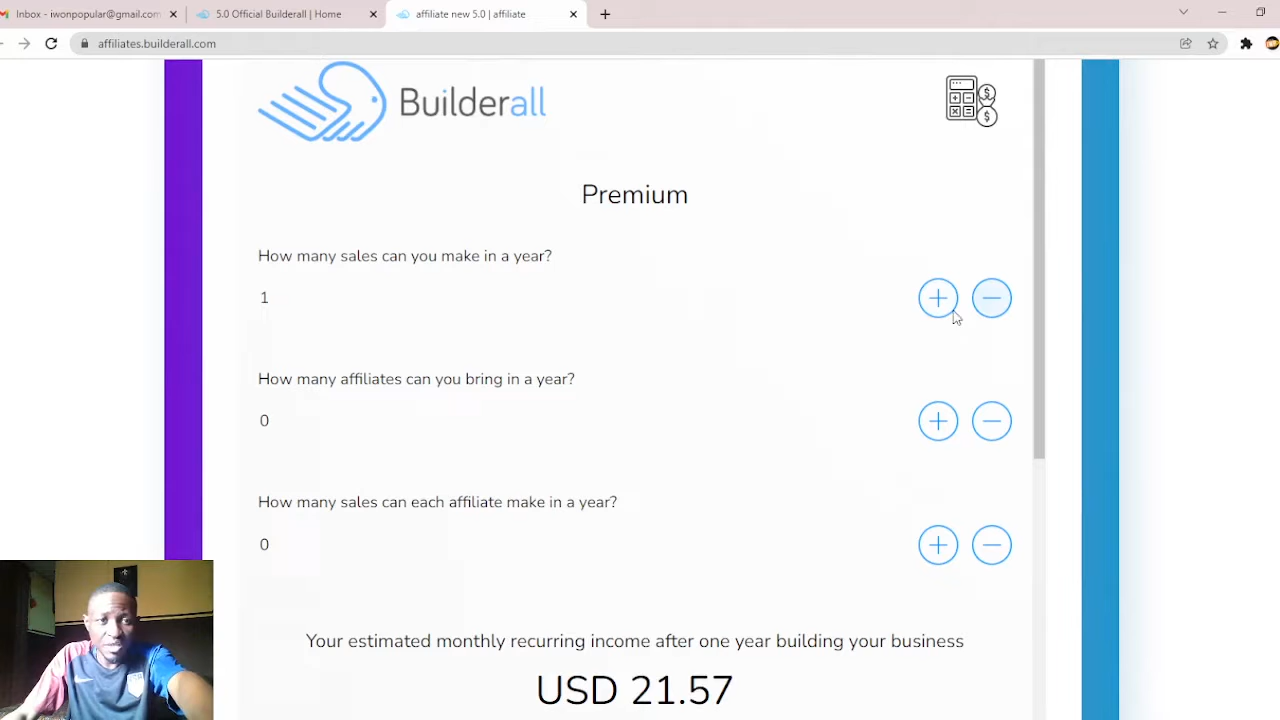 Inbox - iwonpopular@gmail.com
5.0 Official Builderall | Home
affiliate new 5.0 | affiliate
affiliates.builderall.com
Builderall
Premium
How many sales can you make in a year?
1
How many affiliates can you bring in a year?
0
How many sales can each affiliate make in a year?
0
Your estimated monthly recurring income after one year building your business
USD 21.57